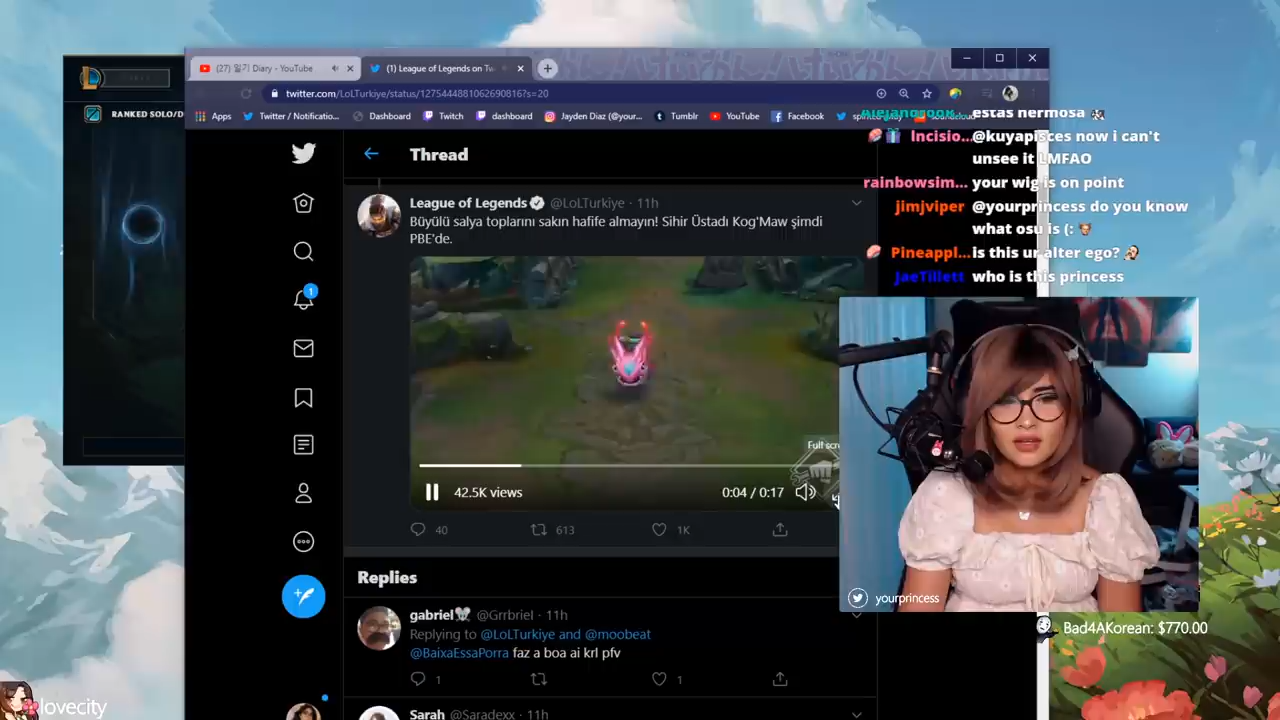 (27) 일기 Diary - YouTube
(1) League of Legends on Tw
twitter.com/LoLTurkiye/status/1275444881062690816?s=20
Apps
Twitter / Notificatio...
Dashboard
Twitch
dashboard
Jayden Diaz (@your...
Tumblr
YouTube
Facebook
RANKED SOLO/D
Thread
League of Legends @LoLTurkiye · 11h
Büyülü salya toplarını sakın hafife almayın! Sihir Üstadı Kog'Maw şimdi
PBE'de.
Full scr
42.5K views
0:04 / 0:17
40
613
1K
Replies
gabriel @Grrbriel · 11h
Replying to @LoLTurkiye and @moobeat
@BaixaEssaPorra faz a boa ai krl pfv
1
1
Sarah @Saradexx · 11h
1
estas nermosa
Incisio... @kuyapisces now i can't
unsee it LMFAO
rainbowsim... your wig is on point
jimjviper @yourprincess do you know
what osu is (:
Pineappl... is this ur alter ego?
JaeTillett who is this princess
yourprincess
Bad4AKorean: $770.00
lovecity